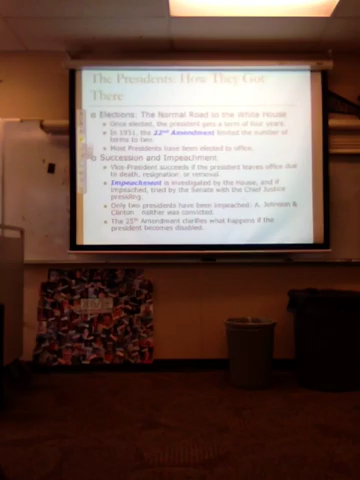 The Presidents: How They Got
There
Elections: The Normal Road to the White House
Once elected, the president gets a term of four years.
In 1951, the 22nd Amendment limited the number of
terms to two.
Most Presidents have been elected to office.
Succession and Impeachment
Vice-President succeeds if the president leaves office due
to death, resignation, or removal.
Impeachment is investigated by the House, and if
impeached, tried by the Senate with the Chief Justice
presiding.
Only two presidents have been impeached: A. Johnson &
Clinton neither was convicted.
The 25th Amendment clarifies what happens if the
president becomes disabled.